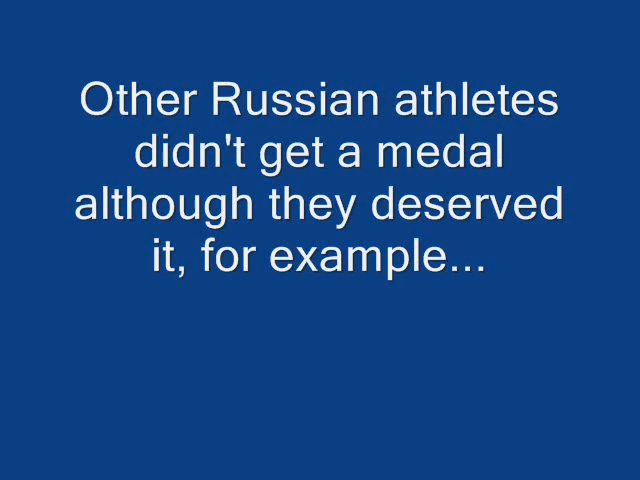 Other Russian athletes
didn't get a medal
although they deserved
it, for example...